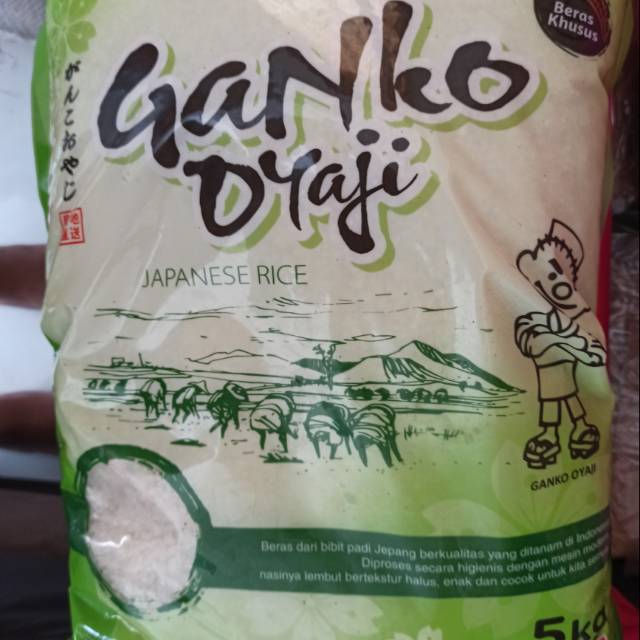 Beras
Khusus
GaNko
OYaji
がんこおやじ
JAPANESE RICE
GANKO OYAJI
Beras dari bibit padi Jepang berkualitas yang ditanam di
Diproses secara higienis dengan mesin
nasinya lembut bertekstur halus, enak dan cocok untuk kita
5kg